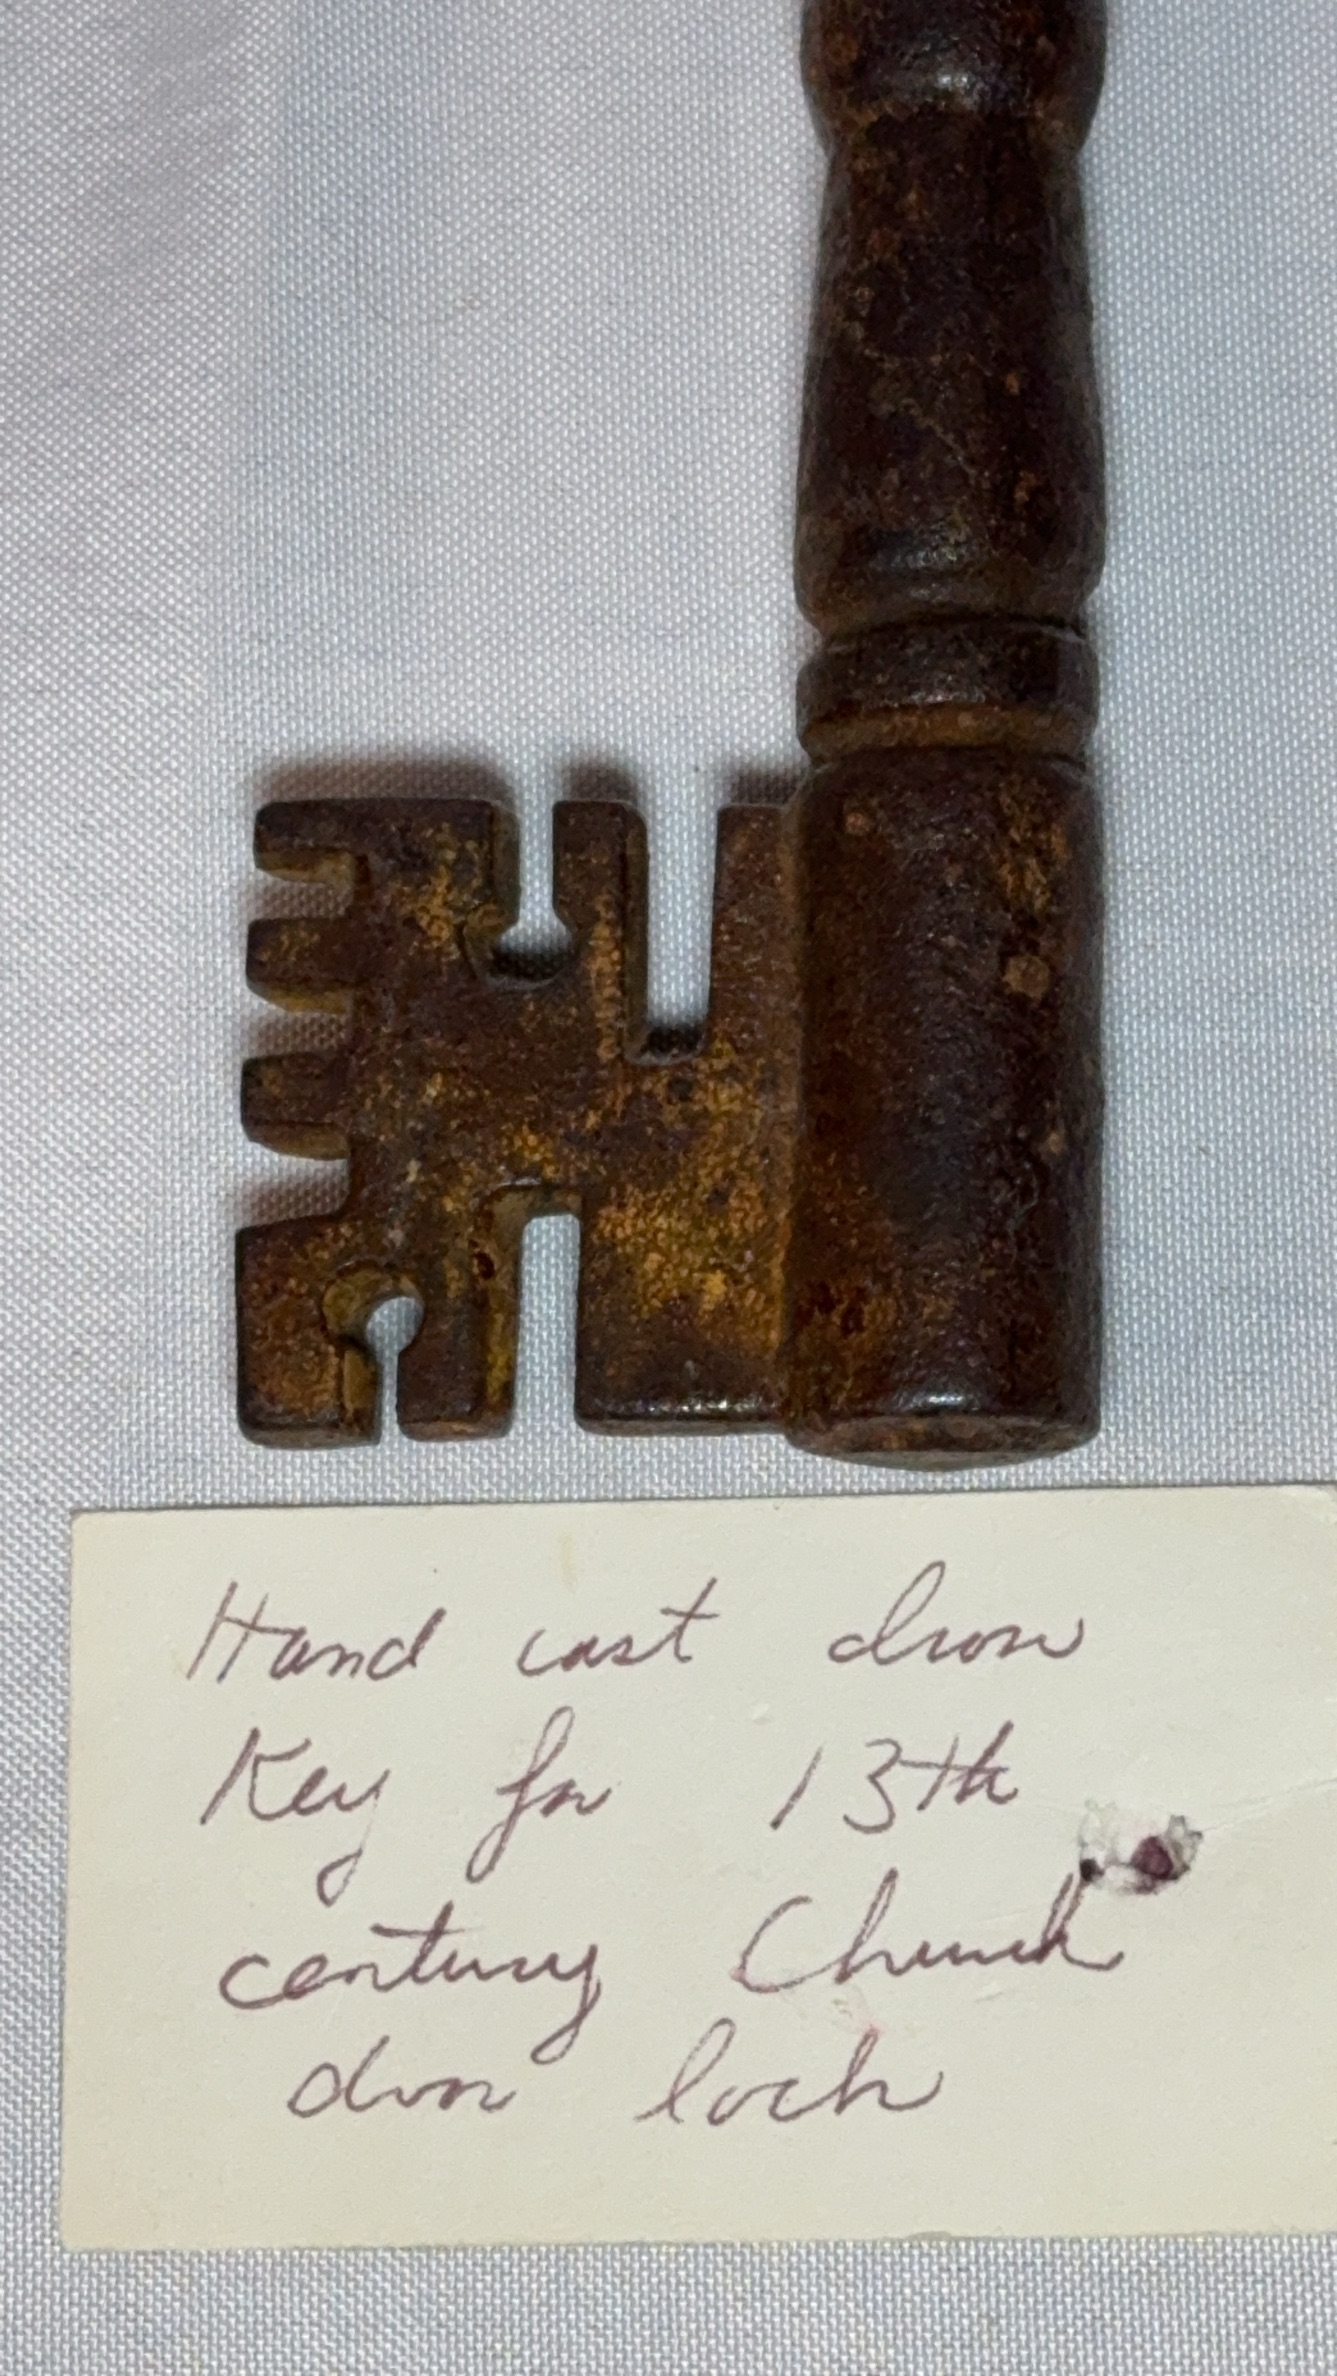 Hand cast Iron
Key for 13th
century Church
door lock